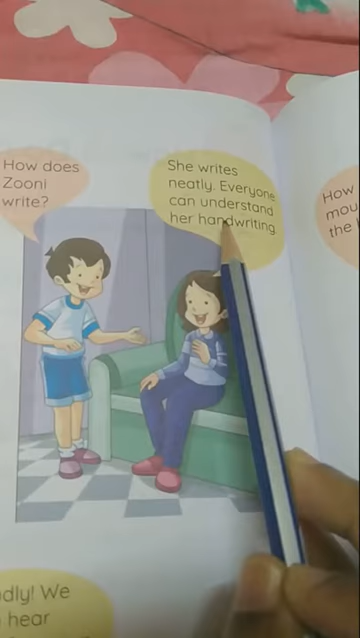 How does
Zooni
write?
She writes
neatly. Everyone
can understand
her handwriting
How
mou
the
dly! We
hear